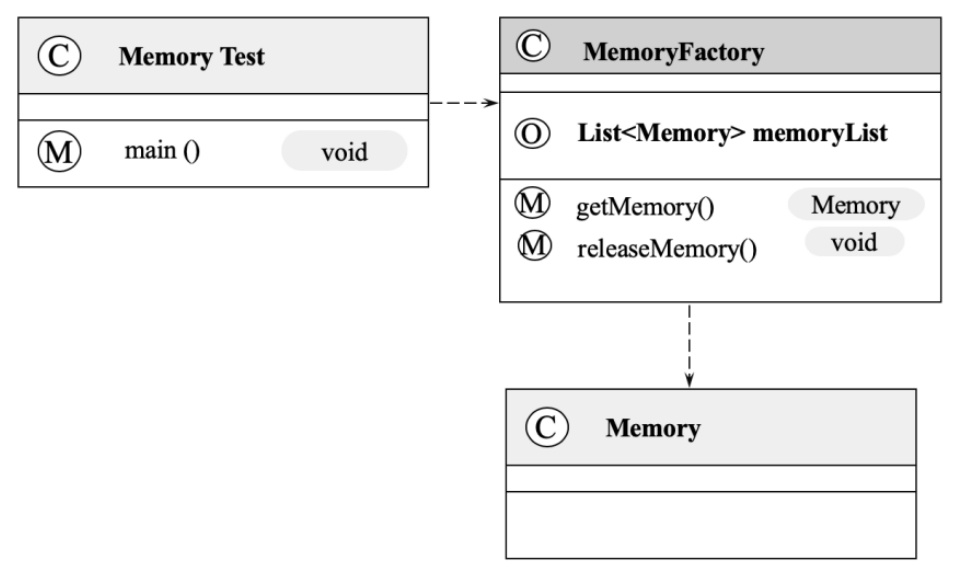 C Memory Test
M main () void
C MemoryFactory
O List<Memory> memoryList
M getMemory() Memory
M releaseMemory() void
C Memory